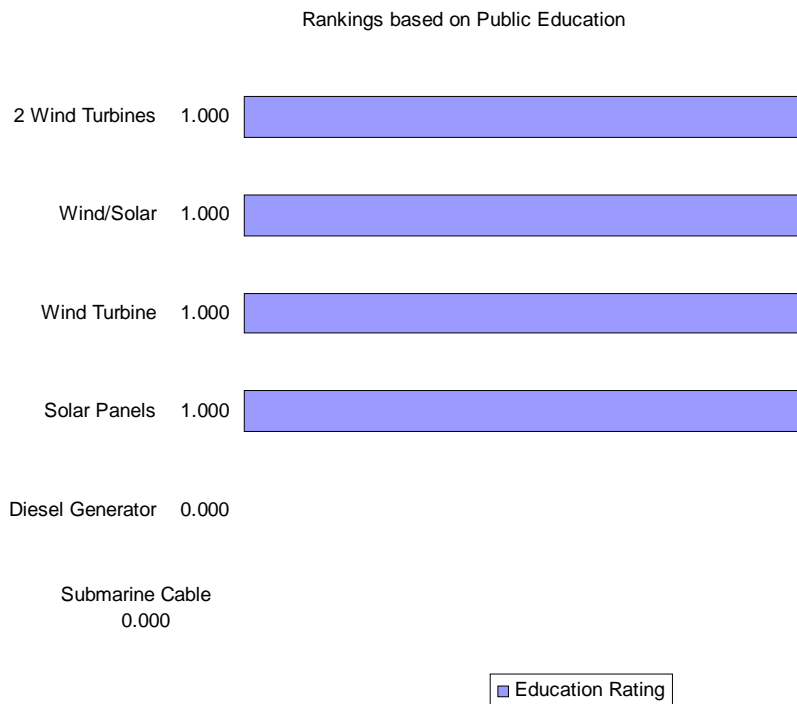 Rankings based on Public Education
2 Wind Turbines 1.000
Wind/Solar 1.000
Wind Turbine 1.000
Solar Panels 1.000
Diesel Generator 0.000
Submarine Cable
0.000
Education Rating